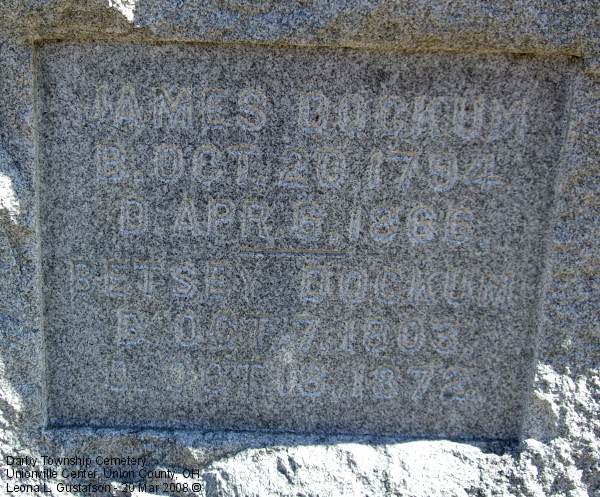 JAMES DOCKUM
B. OCT. 20, 1794
D. APR. 6, 1866.
BETSEY DOCKUM
B. OCT. 7, 1803
D. OCT. 1872
Darby Township Cemetery
Unionville Center, Union County, OH
Leona L. Gustafson - 20 Mar 2008 ©